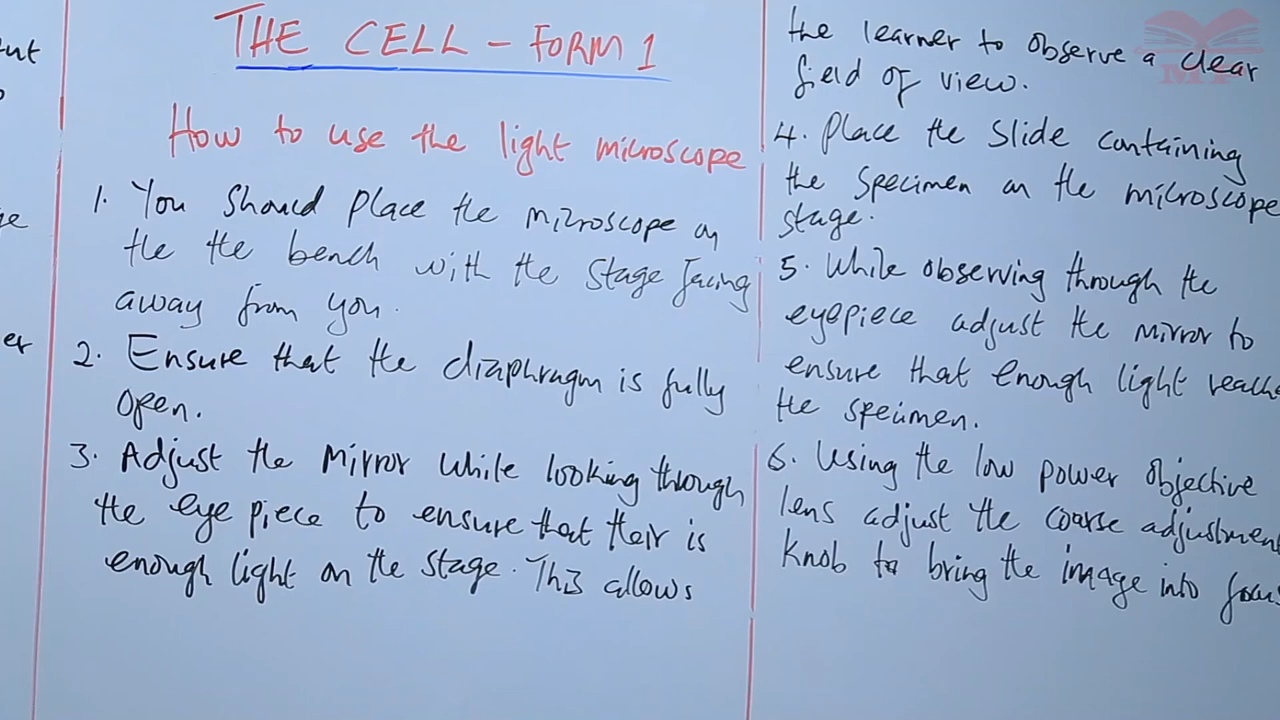 THE CELL - FORM 1
How to use the light microscope
1. You should place the microscope on
the the bench with the stage facing
away from you.
2. Ensure that the diaphragm is fully
open.
3. Adjust the mirror while looking through
the eye piece to ensure that their is
enough light on the stage. This allows
the learner to observe a clear
field of view.
4. Place the slide containing
the specimen on the microscope
stage.
5. While observing through the
eyepiece adjust the mirror to
ensure that enough light reach
the specimen.
6. Using the low power objective
lens adjust the coarse adjustment
knob to bring the image into focus